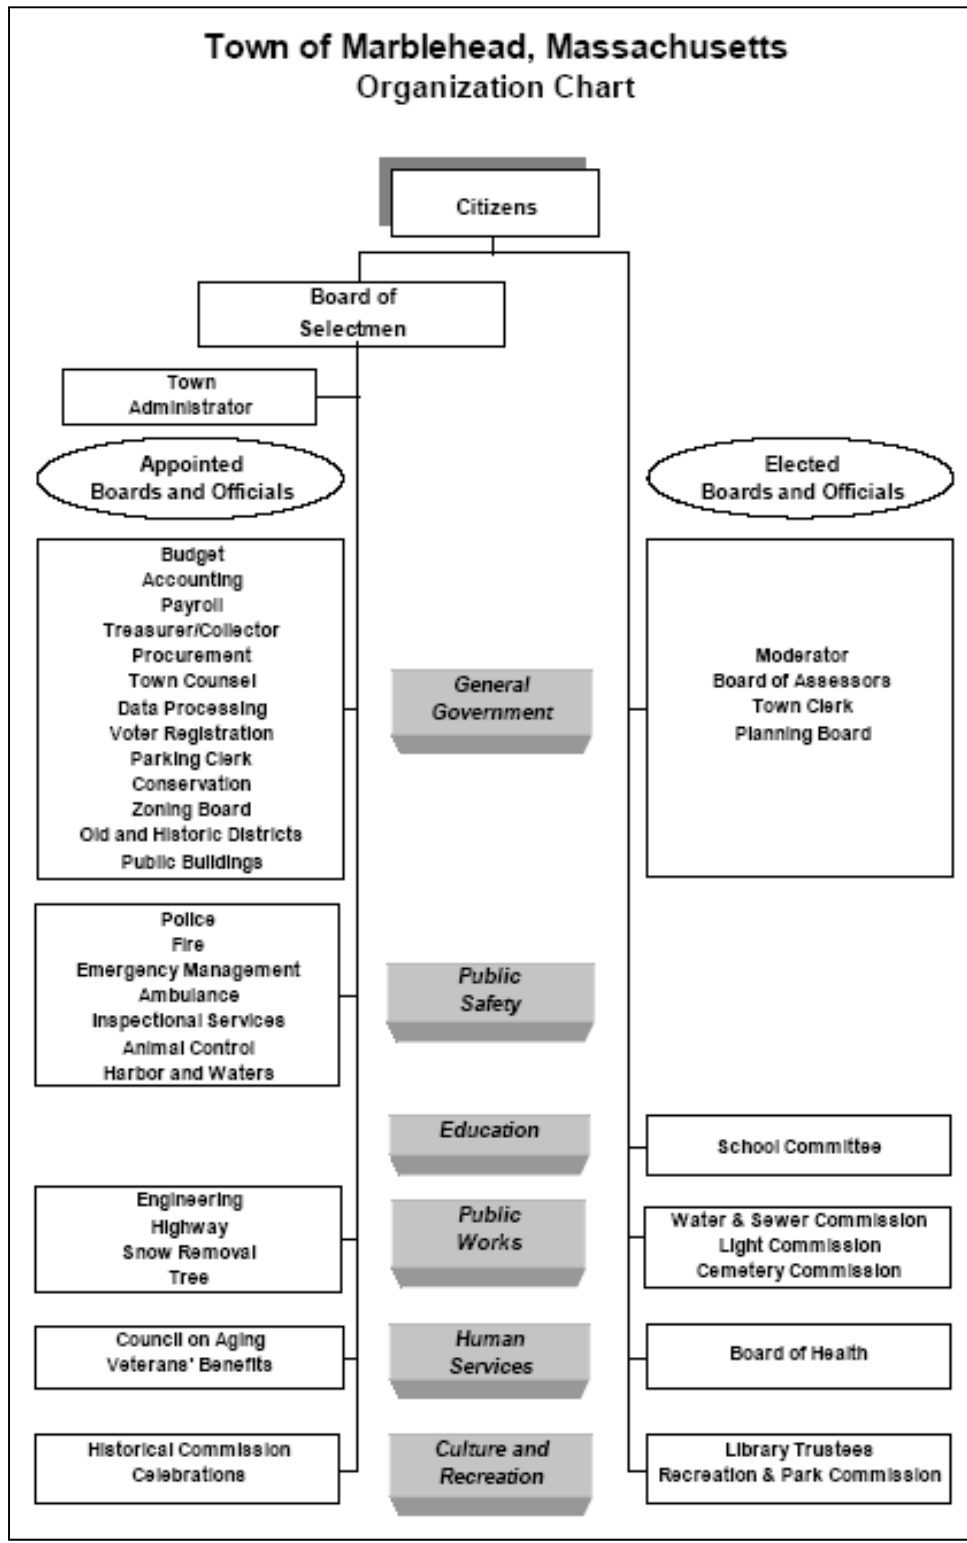 Town of Marblehead, Massachusetts
Organization Chart
Citizens
Board of
Selectmen
Town
Administrator
Appointed
Boards and Officials
Elected
Boards and Officials
Budget
Accounting
Payroll
Treasurer/Collector
Procurement
Town Counsel
Data Processing
Voter Registration
Parking Clerk
Conservation
Zoning Board
Old and Historic Districts
Public Buildings
General
Government
Moderator
Board of Assessors
Town Clerk
Planning Board
Police
Fire
Emergency Management
Ambulance
Inspectional Services
Animal Control
Harbor and Waters
Public
Safety
Education
School Committee
Engineering
Highway
Snow Removal
Tree
Public
Works
Water & Sewer Commission
Light Commission
Cemetery Commission
Council on Aging
Veterans' Benefits
Human
Services
Board of Health
Historical Commission
Celebrations
Culture and
Recreation
Library Trustees
Recreation & Park Commission